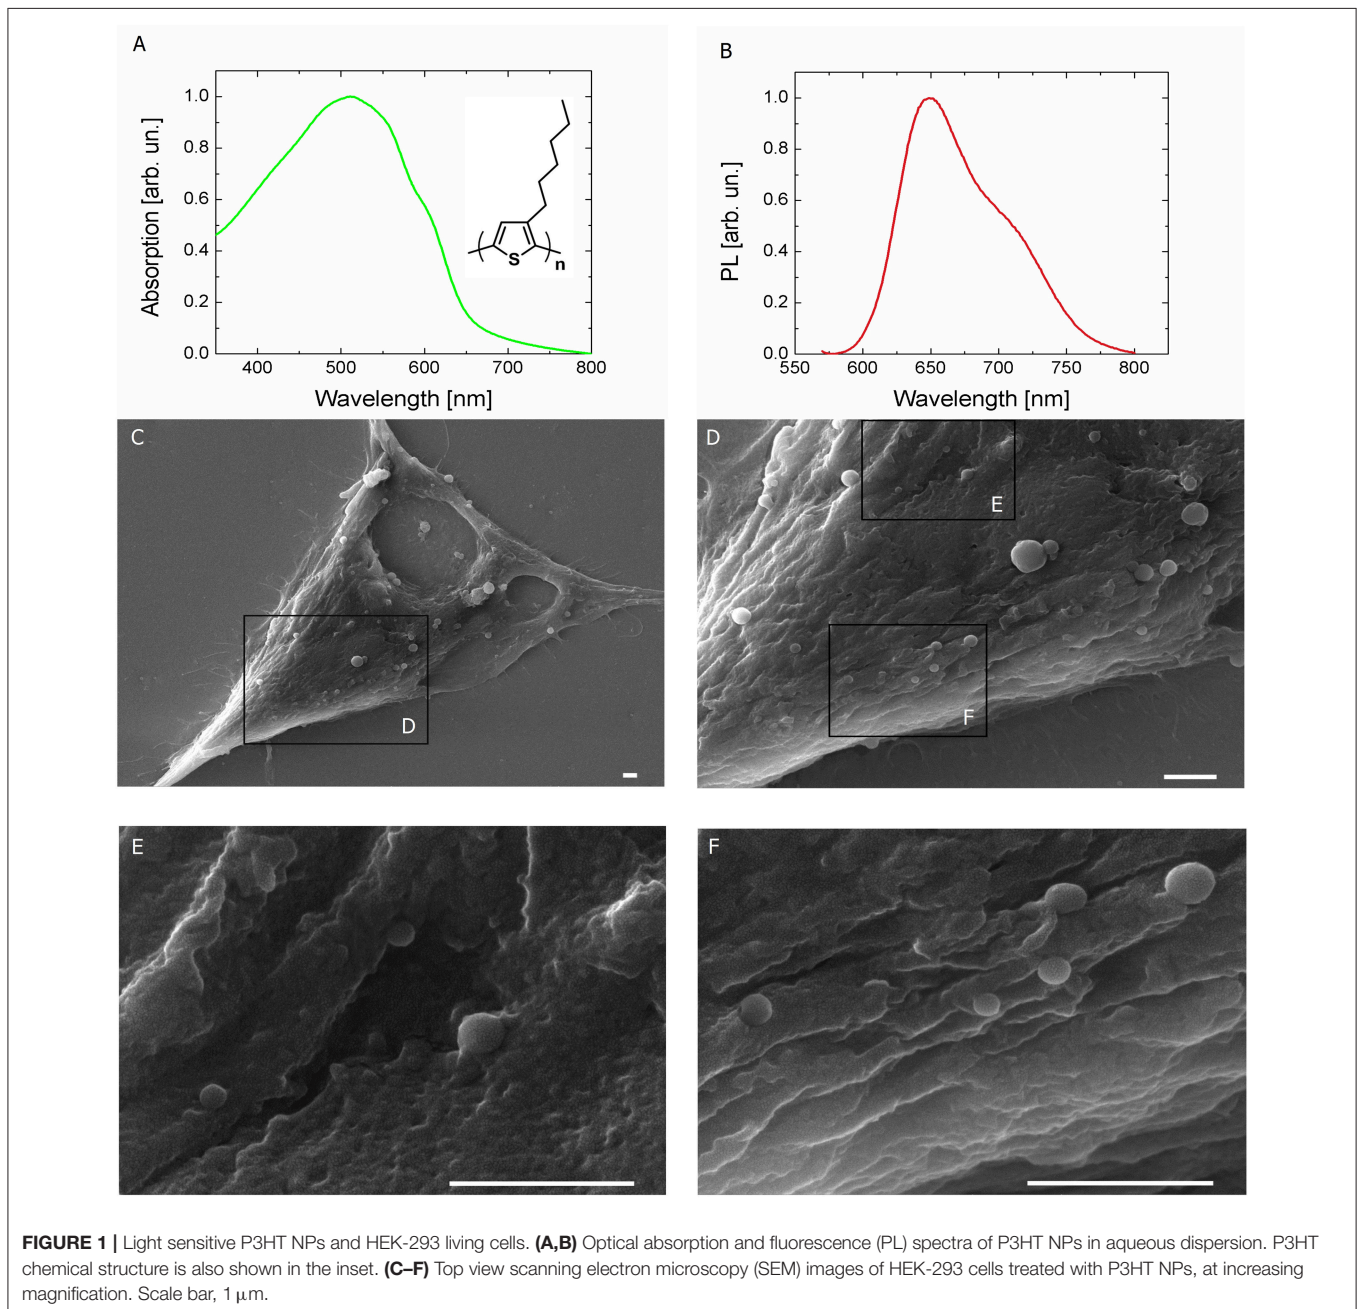 A
Absorption [arb. un.]
1.0
0.8
0.6
0.4
0.2
0.0
400 500 600 700 800
Wavelength [nm]
S
n
B
PL [arb. un.]
1.0
0.8
0.6
0.4
0.2
0.0
550 600 650 700 750 800
Wavelength [nm]
C
D
D
E
F
E
F
FIGURE 1 | Light sensitive P3HT NPs and HEK-293 living cells. (A,B) Optical absorption and fluorescence (PL) spectra of P3HT NPs in aqueous dispersion. P3HT
chemical structure is also shown in the inset. (C–F) Top view scanning electron microscopy (SEM) images of HEK-293 cells treated with P3HT NPs, at increasing
magnification. Scale bar, 1 μm.